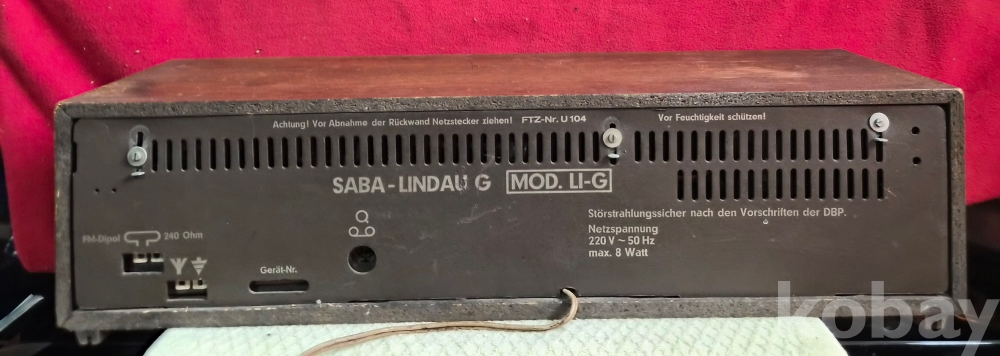 Achtung! Vor Abnahme der Rückwand Netzstecker ziehen! FTZ-Nr. U 104
Vor Feuchtigkeit schützen!
SABA-LINDAU G MOD. LI-G
Störstrahlungssicher nach den Vorschriften der DBP.
Netzspannung
220 V ~ 50 Hz
max. 8 Watt
FM-Dipol 240 Ohm
Gerät-Nr.
kobay